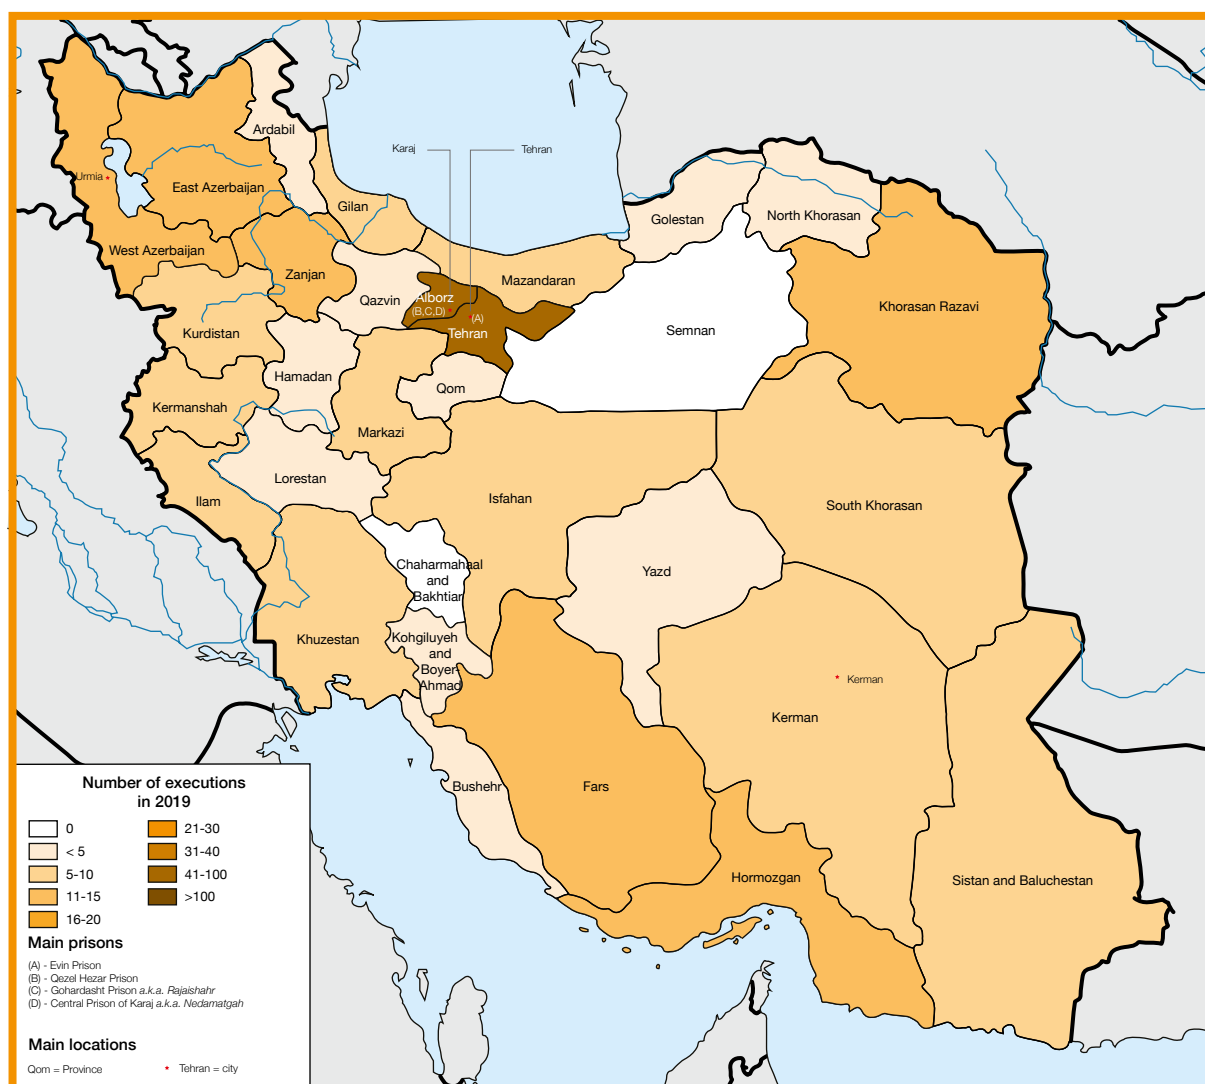 Karaj
Tehran
Ardabil
Urmia
East Azerbaijan
Gilan
Golestan
North Khorasan
West Azerbaijan
Zanjan
Qazvin
Mazandaran
Alborz
(B,C,D)
(A)
Tehran
Khorasan Razavi
Semnan
Kurdistan
Hamadan
Qom
Kermanshah
Markazi
Lorestan
Ilam
Isfahan
South Khorasan
Chaharmahaal
and
Bakhtiari
Yazd
Khuzestan
Kohgiluyeh
and
Boyer-
Ahmad
Kerman
Kerman
Bushehr
Fars
Hormozgan
Sistan and Baluchestan
Number of executions
in 2019
0
< 5
5-10
11-15
16-20
21-30
31-40
41-100
>100
Main prisons
(A) - Evin Prison
(B) - Qezel Hezar Prison
(C) - Gohardasht Prison a.k.a. Rajaishahr
(D) - Central Prison of Karaj a.k.a. Nedamatgah
Main locations
Qom = Province
* Tehran = city